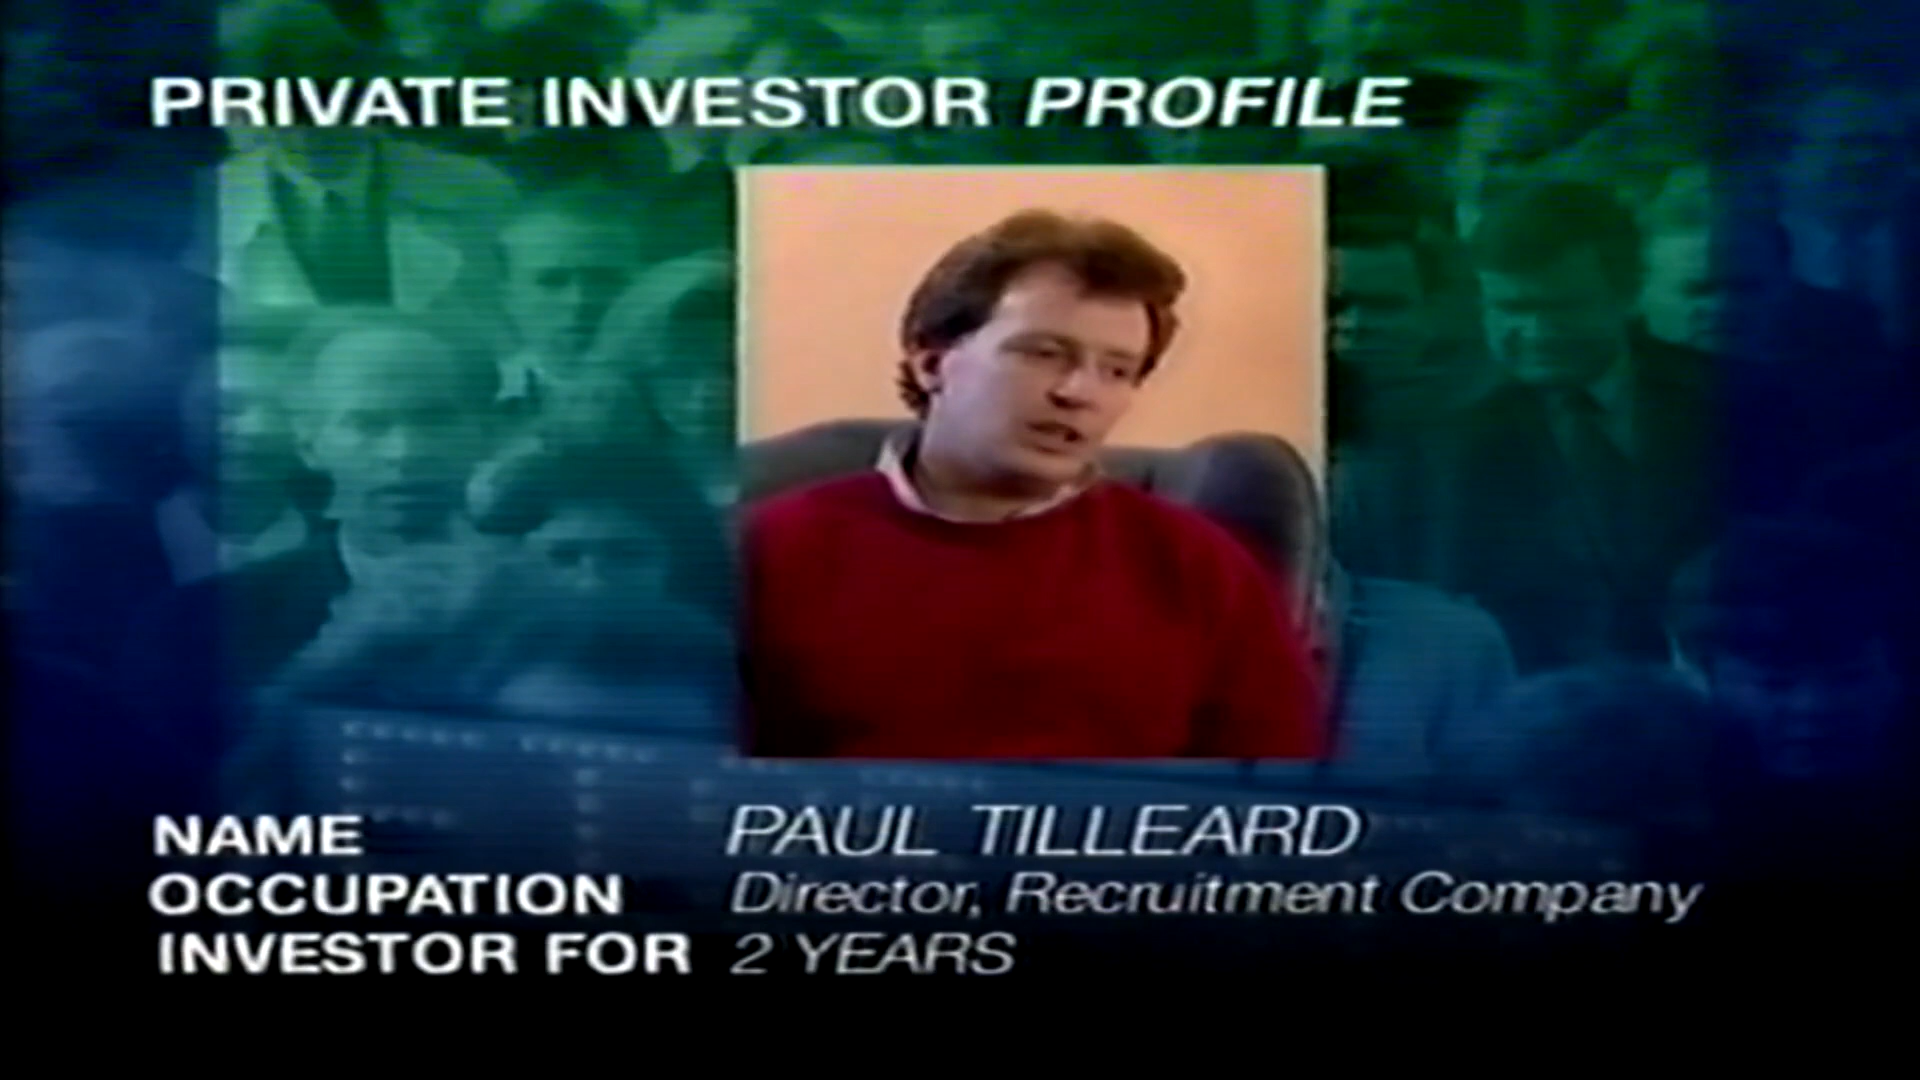 PRIVATE INVESTOR PROFILE
NAME PAUL TILLEARD
OCCUPATION Director, Recruitment Company
INVESTOR FOR 2 YEARS